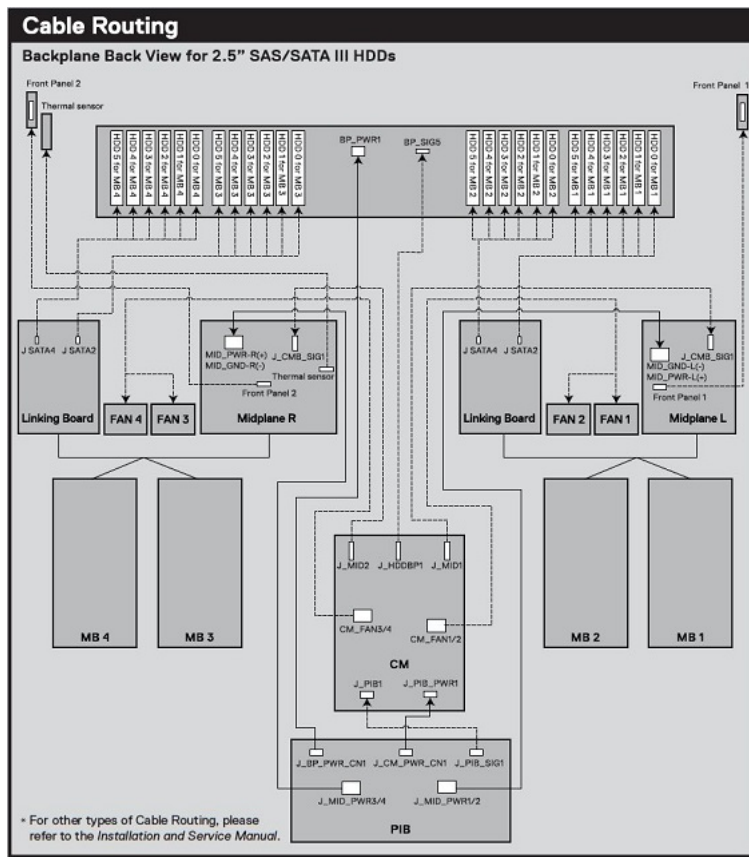 Cable Routing
Backplane Back View for 2.5” SAS/SATA III HDDs
Front Panel 2
Thermal sensor
Front Panel 1
BP_PWR1
BP_SIG5
HDD 5 for MB 4
HDD 4 for MB 4
HDD 3 for MB 4
HDD 2 for MB 4
HDD 1 for MB 4
HDD 0 for MB 4
HDD 5 for MB 3
HDD 4 for MB 3
HDD 3 for MB 3
HDD 2 for MB 3
HDD 1 for MB 3
HDD 0 for MB 3
HDD 5 for MB 2
HDD 4 for MB 2
HDD 3 for MB 2
HDD 2 for MB 2
HDD 1 for MB 2
HDD 0 for MB 2
HDD 5 for MB 1
HDD 4 for MB 1
HDD 3 for MB 1
HDD 2 for MB 1
HDD 1 for MB 1
HDD 0 for MB 1
J SATA4
J SATA2
Linking Board
FAN 4
FAN 3
MID_PWR-R(+)
MID_GND-R(-)
J_CMB_SIG1
Thermal sensor
Front Panel 2
Midplane R
J SATA4
J SATA2
Linking Board
FAN 2
FAN 1
J_CMB_SIG1
MID_GND-L(-)
MID_PWR-L(+)
Front Panel 1
Midplane L
MB 4
MB 3
MB 2
MB 1
J_MID2
J_HDDBP1
J_MID1
CM_FAN3/4
CM_FAN1/2
CM
J_PIB1
J_PIB_PWR1
J_BP_PWR_CN1
J_CM_PWR_CN1
J_PIB_SIG1
J_MID_PWR3/4
J_MID_PWR1/2
PIB
* For other types of Cable Routing, please
refer to the Installation and Service Manual.